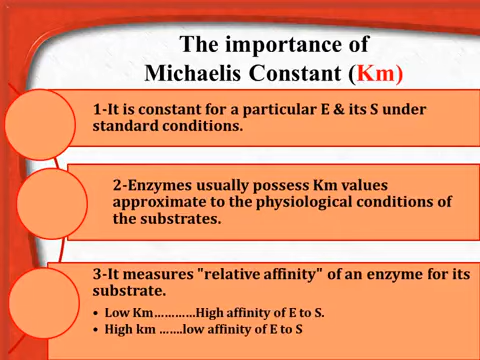 The importance of
Michaelis Constant (Km)
1-It is constant for a particular E & its S under
standard conditions.
2-Enzymes usually possess Km values
approximate to the physiological conditions of
the substrates.
3-It measures "relative affinity" of an enzyme for its
substrate.
• Low Km…………High affinity of E to S.
• High km …….low affinity of E to S